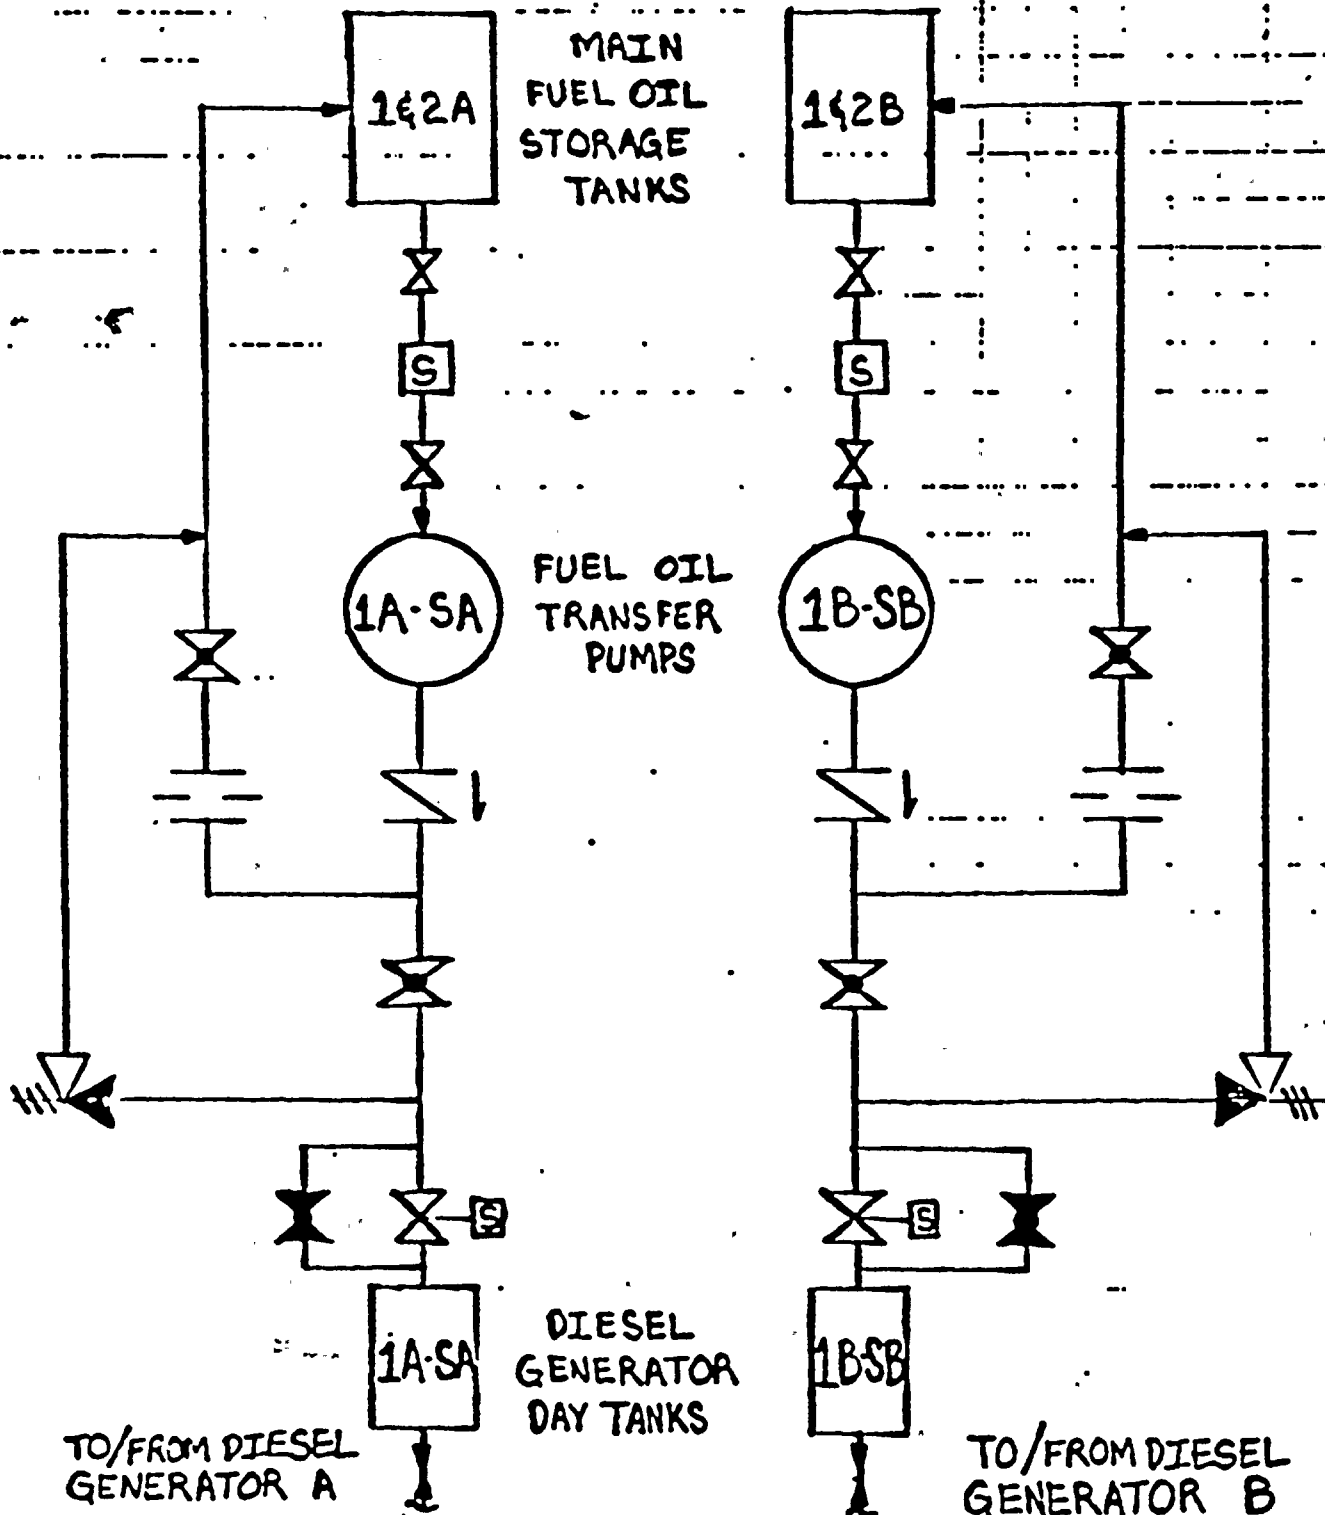 MAIN
FUEL OIL
STORAGE
TANKS
1&2A
1&2B
S
S
FUEL OIL
TRANSFER
PUMPS
1A-SA
1B-SB
S
S
DIESEL
GENERATOR
DAY TANKS
1A-SA
1B-SB
TO/FROM DIESEL
GENERATOR A
TO/FROM DIESEL
GENERATOR B